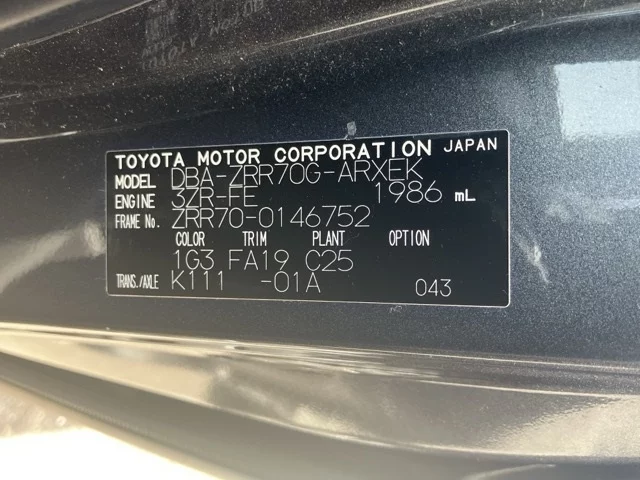 TOYOTA MOTOR CORPORATION JAPAN
MODEL DBA-ZRR70G-ARXEK
ENGINE 3ZR-FE 1986 mL
FRAME No. ZRR70-0146752
COLOR TRIM PLANT OPTION
1G3 FA19 C25
TRANS./AXLE K111 -01A 043